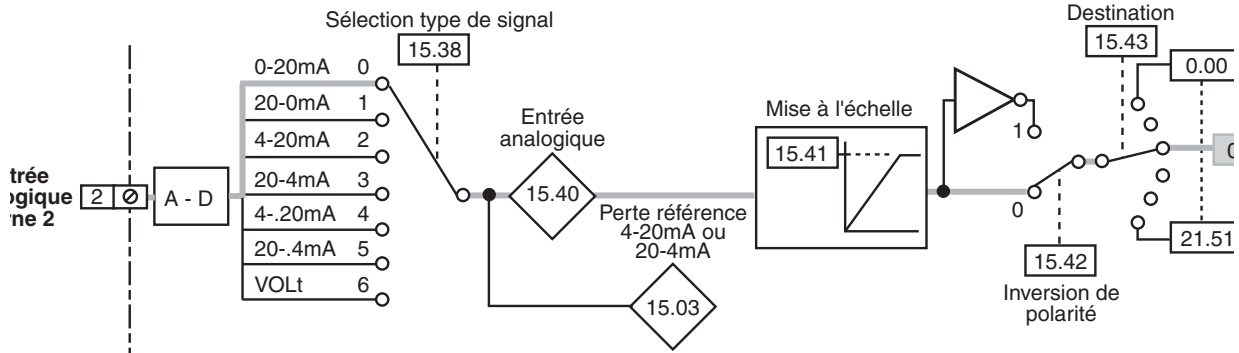 Sélection type de signal
15.38
0-20mA 0
20-0mA 1
4-20mA 2
20-4mA 3
4-.20mA 4
20-.4mA 5
VOLt 6
2
A - D
Entrée
analogique
15.40
Perte référence
4-20mA ou
20-4mA
15.03
Mise à l'échelle
15.41
1
0
15.42
Inversion de
polarité
Destination
15.43
0.00
21.51